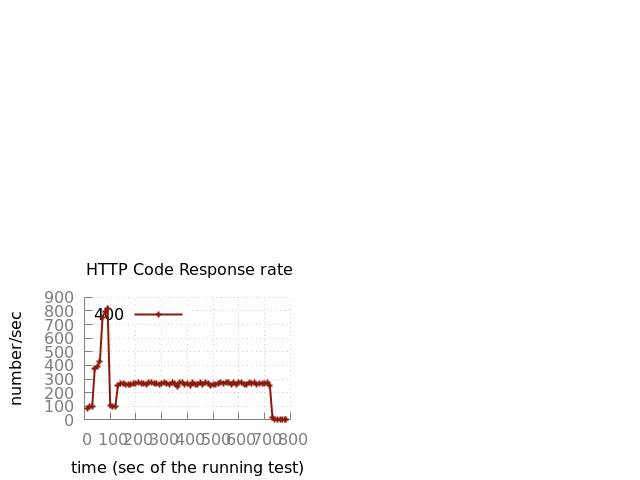 HTTP Code Response rate
900
800
700
600
500
400
300
200
100
0
400
0 100 200 300 400 500 600 700 800
number/sec
time (sec of the running test)